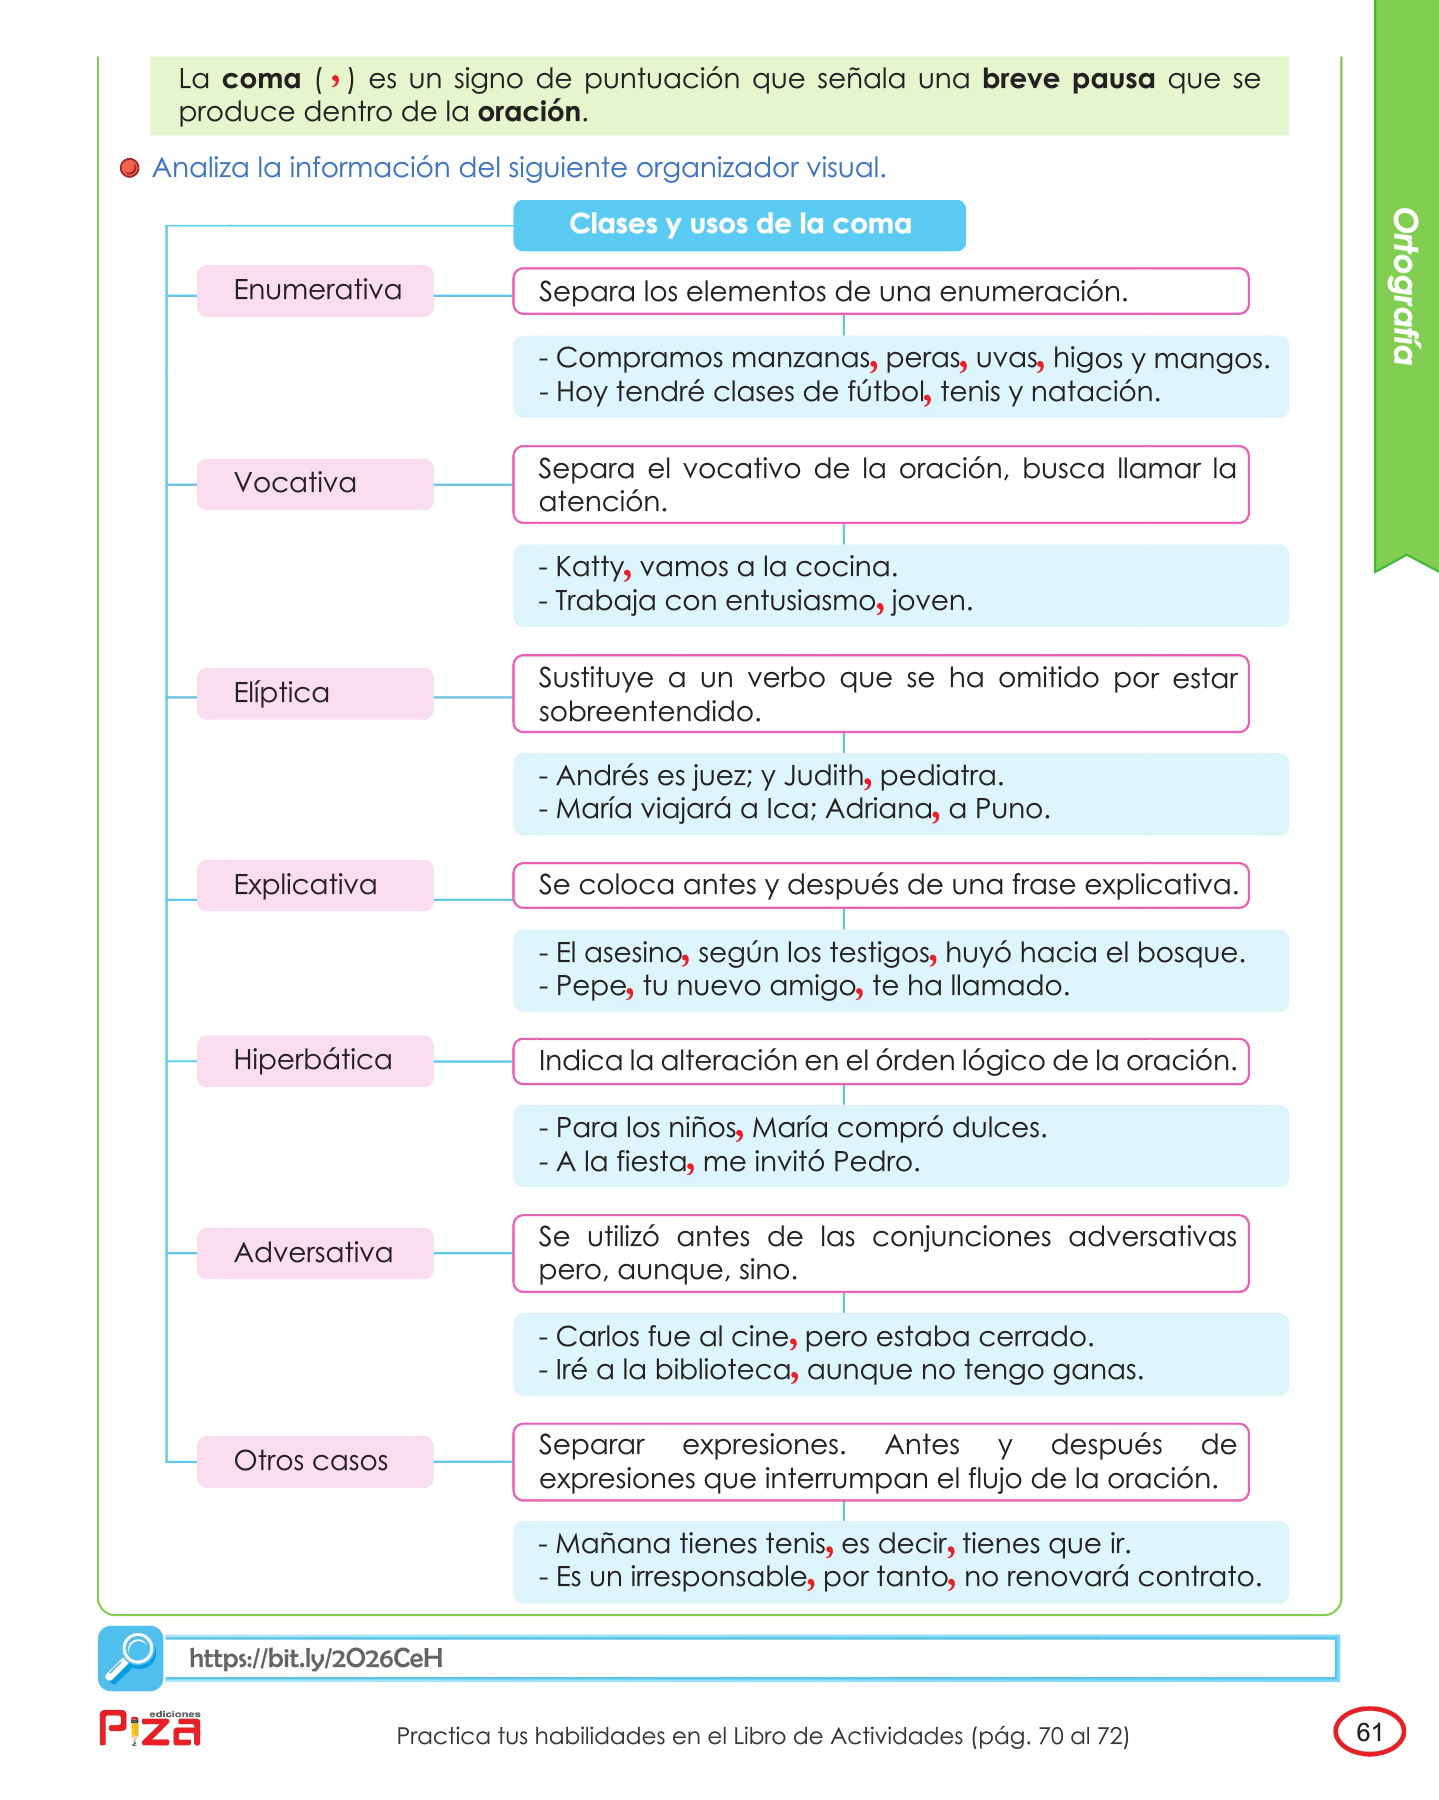 La coma ( , ) es un signo de puntuación que señala una breve pausa que se
produce dentro de la oración.
Analiza la información del siguiente organizador visual.
Clases y usos de la coma
Enumerativa
Separa los elementos de una enumeración.
- Compramos manzanas, peras, uvas, higos y mangos.
- Hoy tendré clases de fútbol, tenis y natación.
Vocativa
Separa el vocativo de la oración, busca llamar la
atención.
- Katty, vamos a la cocina.
- Trabaja con entusiasmo, joven.
Elíptica
Sustituye a un verbo que se ha omitido por estar
sobreentendido.
- Andrés es juez; y Judith, pediatra.
- María viajará a Ica; Adriana, a Puno.
Explicativa
Se coloca antes y después de una frase explicativa.
- El asesino, según los testigos, huyó hacia el bosque.
- Pepe, tu nuevo amigo, te ha llamado.
Hiperbática
Indica la alteración en el órden lógico de la oración.
- Para los niños, María compró dulces.
- A la fiesta, me invitó Pedro.
Adversativa
Se utilizó antes de las conjunciones adversativas
pero, aunque, sino.
- Carlos fue al cine, pero estaba cerrado.
- Iré a la biblioteca, aunque no tengo ganas.
Otros casos
Separar expresiones. Antes y después de
expresiones que interrumpan el flujo de la oración.
- Mañana tienes tenis, es decir, tienes que ir.
- Es un irresponsable, por tanto, no renovará contrato.
Ortografía
https://bit.ly/2O26CeH
ediciones
Piza
Practica tus habilidades en el Libro de Actividades (pág. 70 al 72)
61